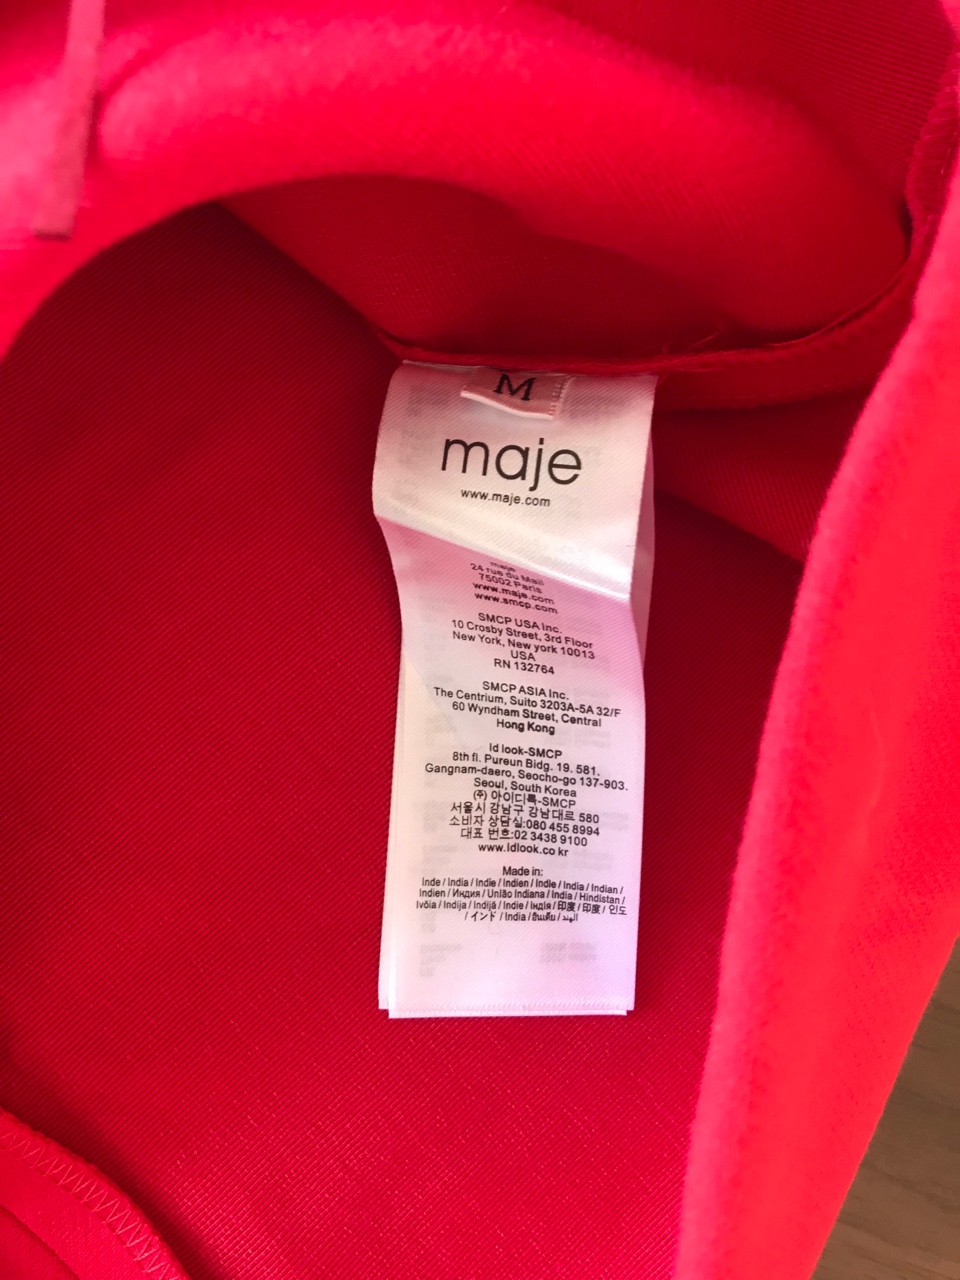 M
maje
www.maje.com
maje
24 rue du Mail
75002 Paris
www.maje.com
www.smcp.com
SMCP USA Inc.
10 Crosby Street, 3rd Floor
New York, New york 10013
USA
RN 132764
SMCP ASIA Inc.
The Centrium, Suito 3203A-5A 32/F
60 Wyndham Street, Central
Hong Kong
Id look-SMCP
8th fl. Pureun Bidg. 19. 581.
Gangnam-daero, Seocho-go 137-903.
Seoul, South Korea
(주) 아이디룩-SMCP
서울시 강남구 강남대로 580
소비자 상담실:080 455 8994
대표 번호:02 3438 9100
www.Idlook.co kr
Made in:
Inde / India / Indie / Indien / Indle / India / Indian /
Indien / Индия / União Indiana / India / Hindistan /
Ivòia / Indija / Indijā / Indie / Індія / 印度 / 印度 / 인도
/ インド / India / อินเดีย / الهند